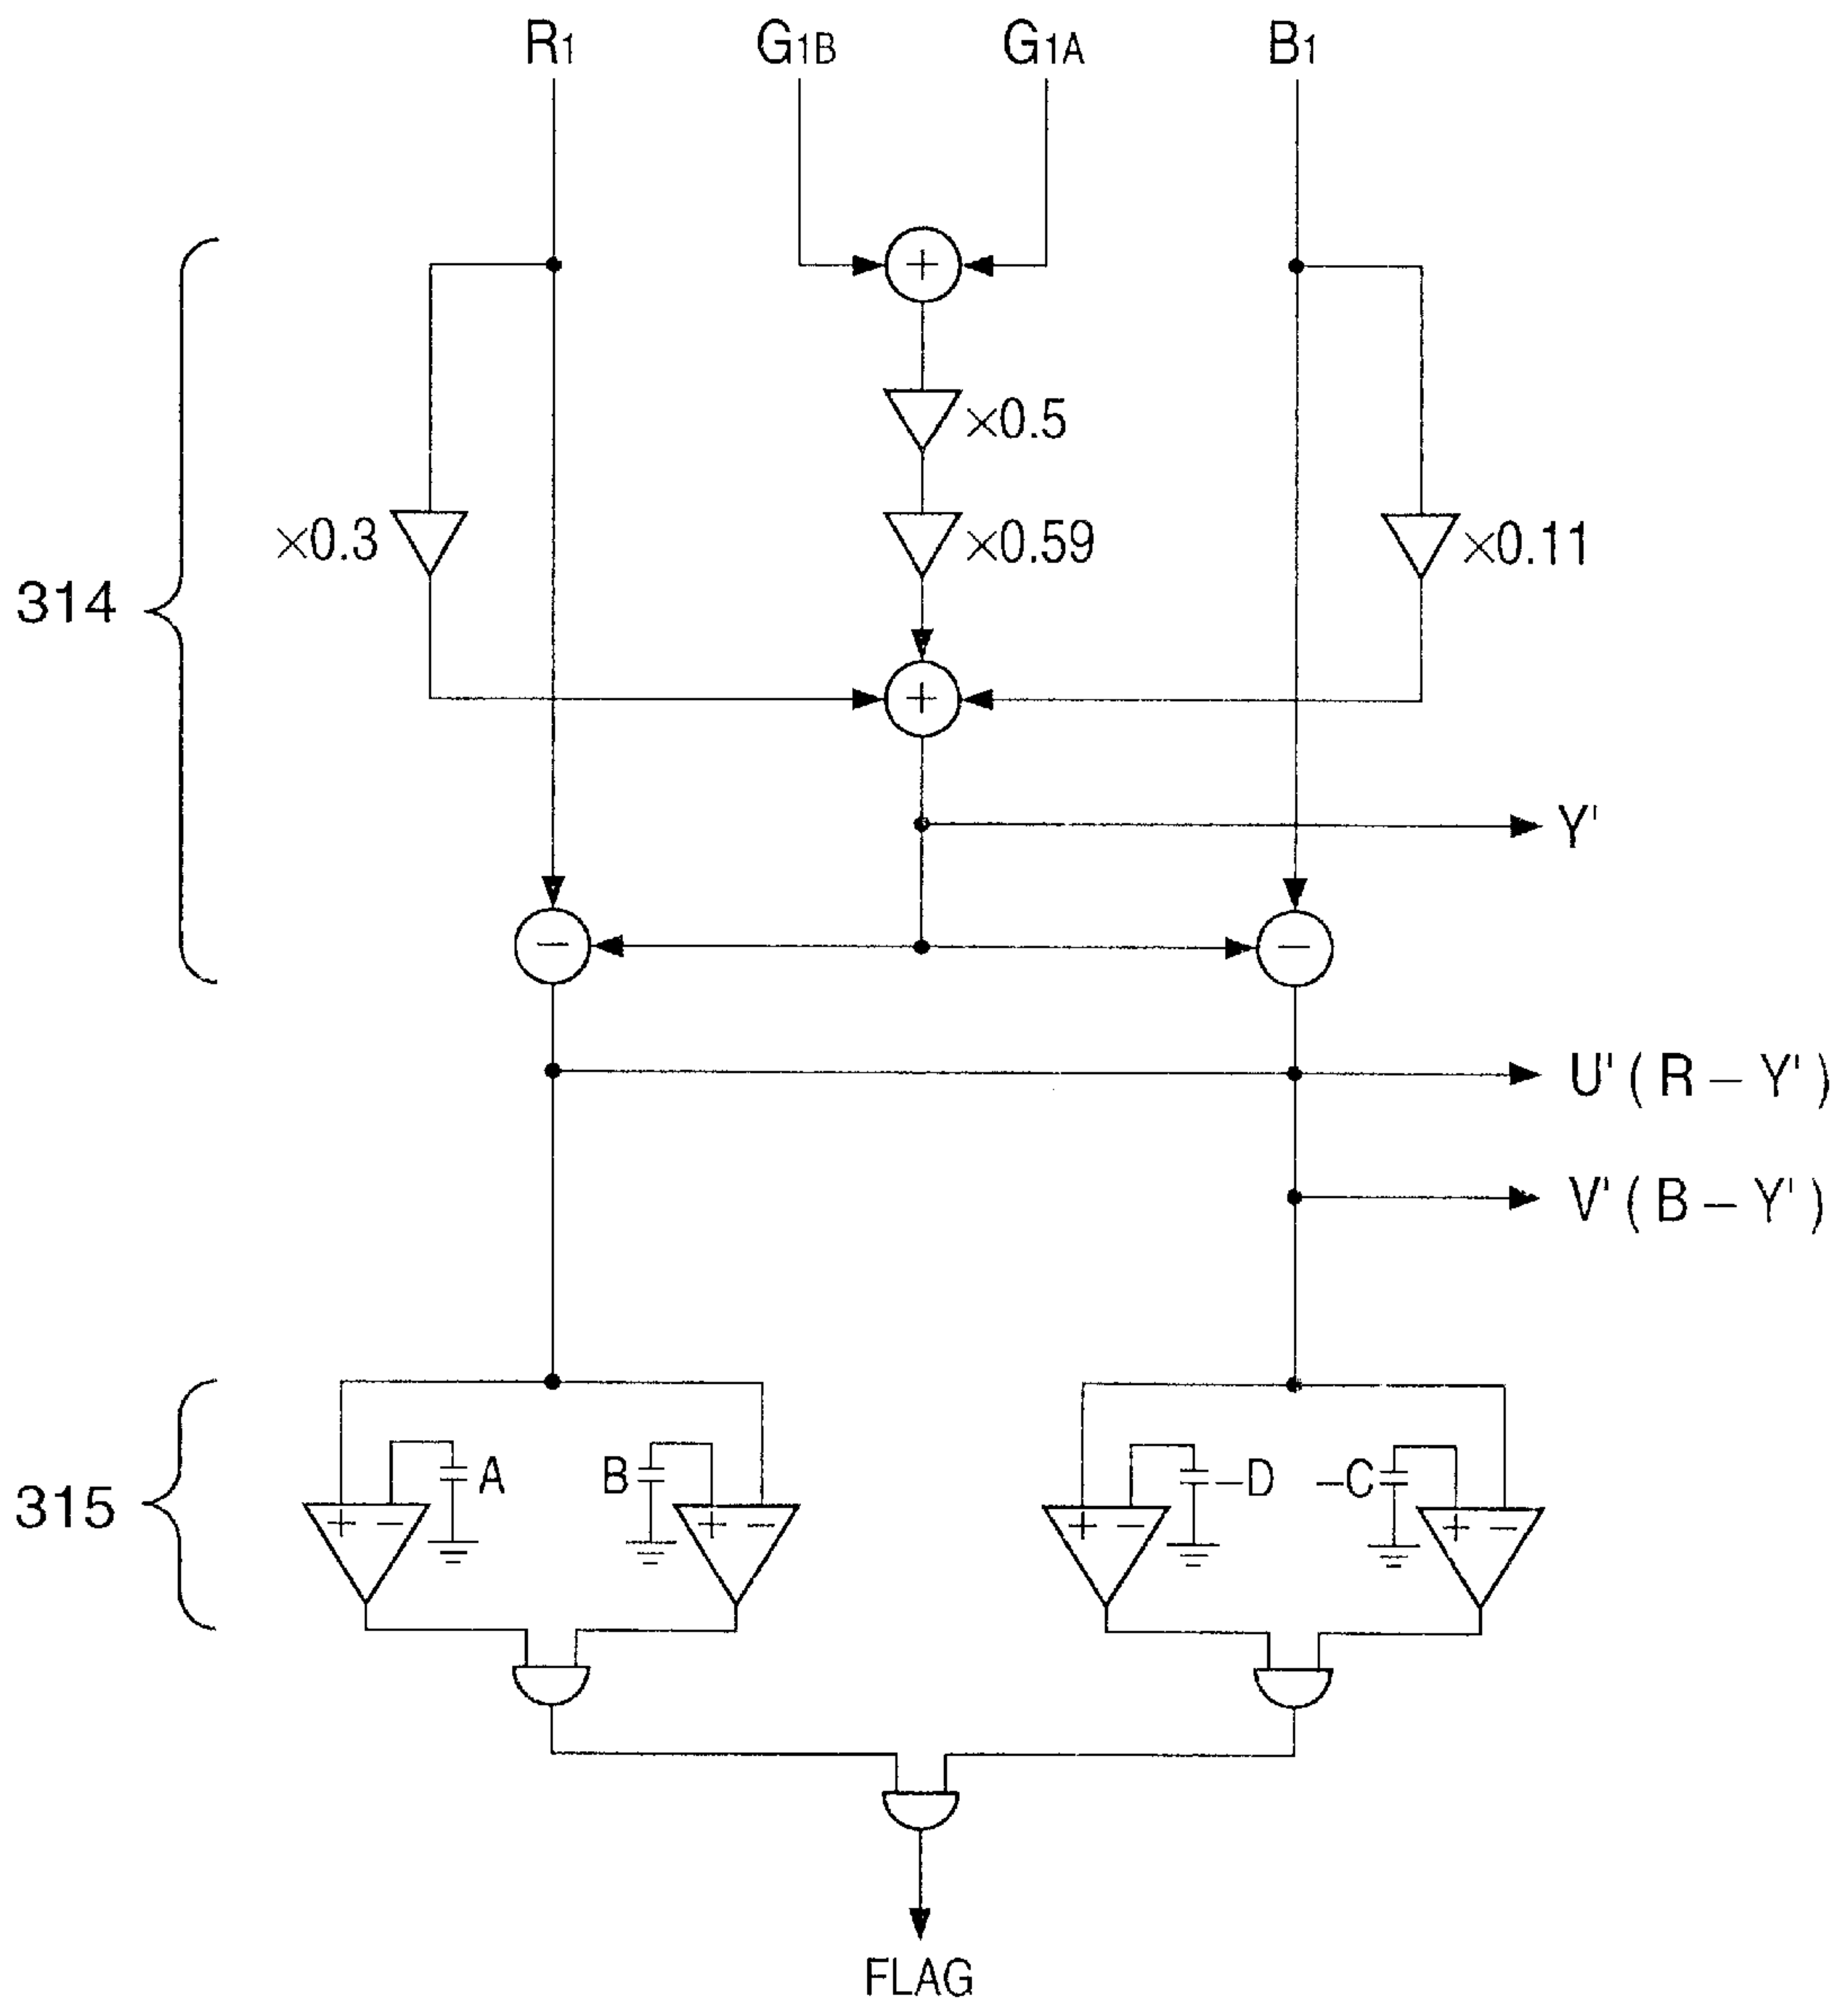 R1 G1B G1A B1
+
×0.5
×0.3 ×0.59 ×0.11
314
+
Y'
− −
U'(R−Y')
V'(B−Y')
A B −D −C
315
+ − + − + − + −
FLAG